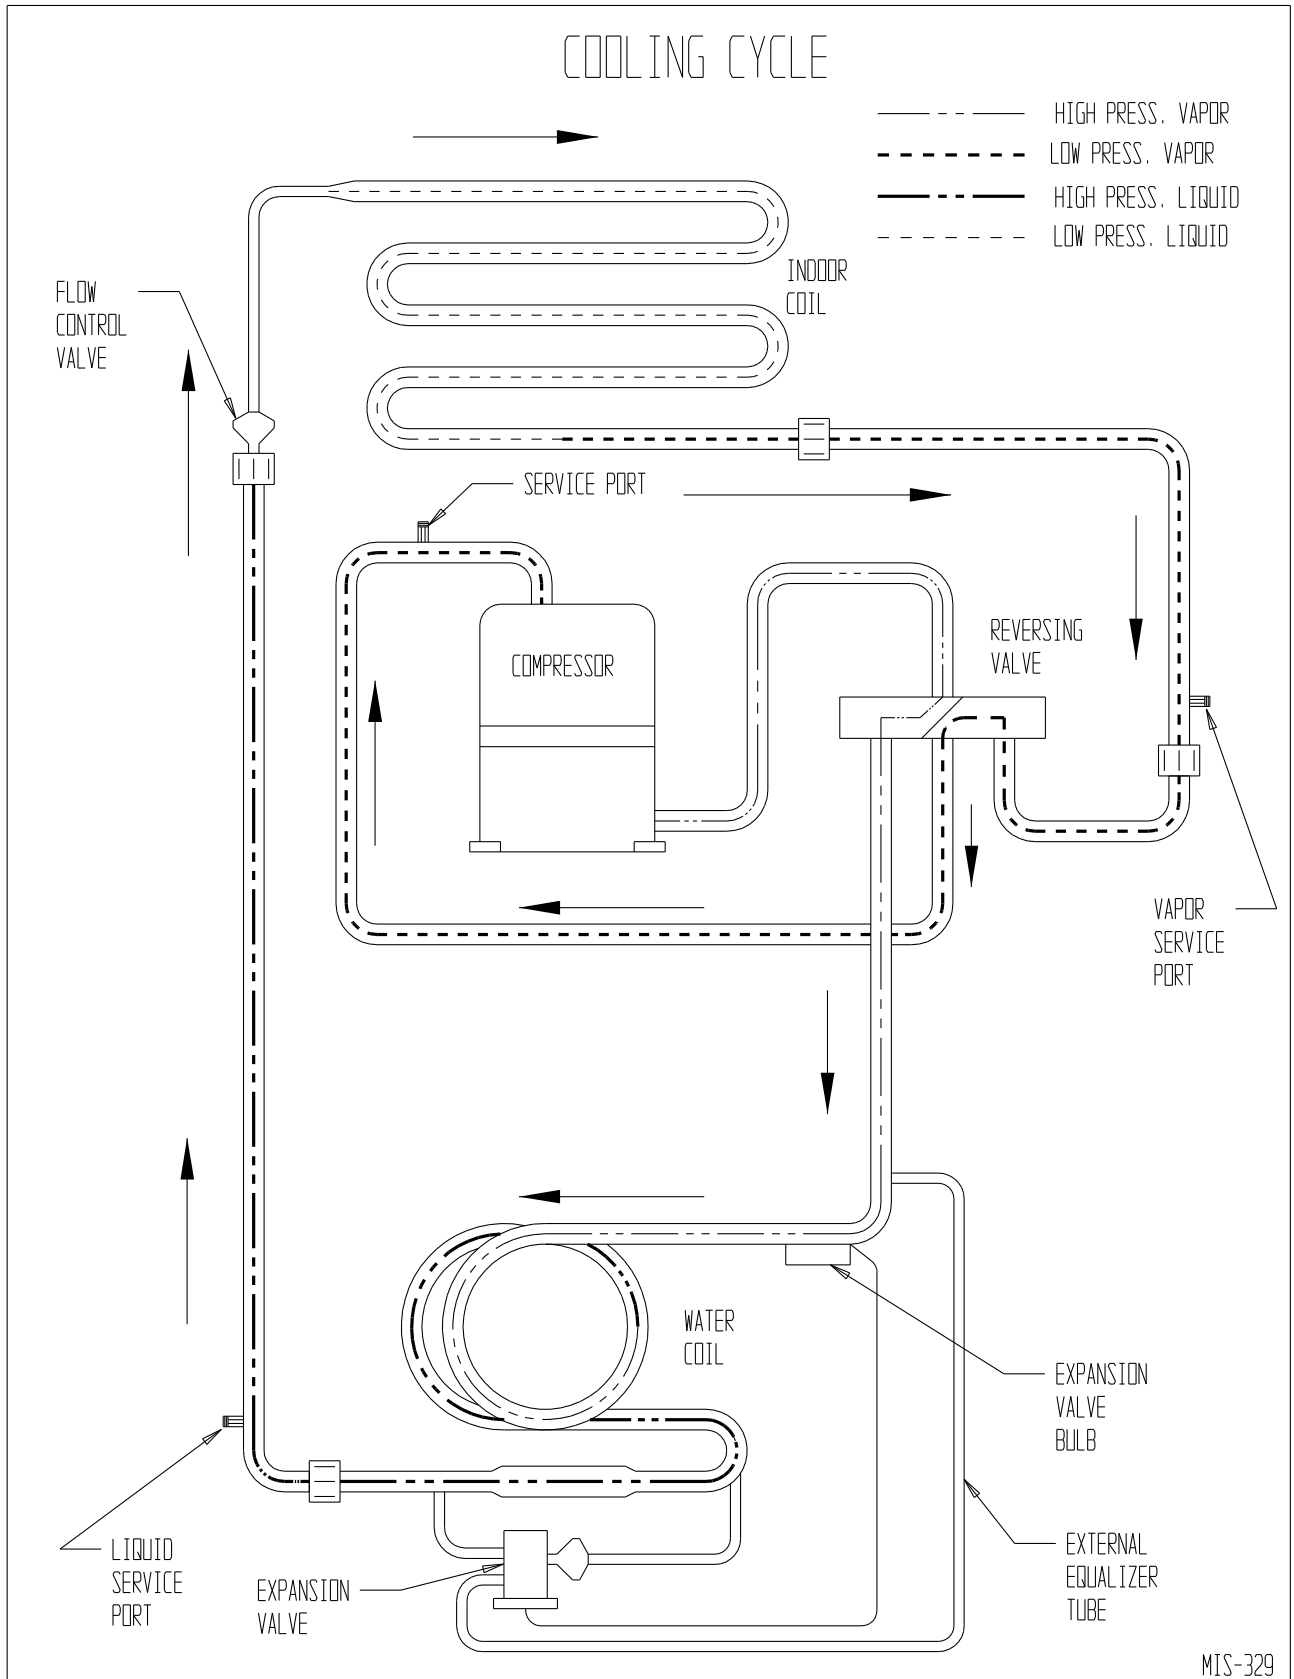 COOLING CYCLE
HIGH PRESS. VAPOR
LOW PRESS. VAPOR
HIGH PRESS. LIQUID
LOW PRESS. LIQUID
INDOOR
COIL
FLOW
CONTROL
VALVE
SERVICE PORT
COMPRESSOR
REVERSING
VALVE
VAPOR
SERVICE
PORT
WATER
COIL
EXPANSION
VALVE
BULB
LIQUID
SERVICE
PORT
EXPANSION
VALVE
EXTERNAL
EQUALIZER
TUBE
MIS-329